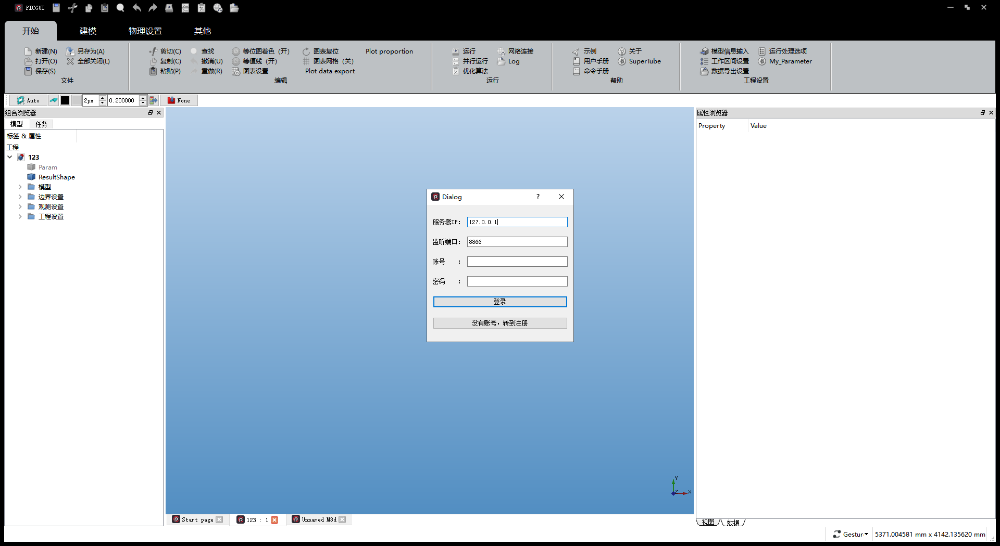 PICGUI
开始 建模 物理设置 其他
新建(N) 另存为(A) 剪切(C) 查找 等位图着色（开） 图表复位 Plot proportion 运行 网络连接 示例 关于 模型信息输入 运行处理选项
打开(O) 全部关闭(L) 复制(C) 撤消(U) 等值线（开） 图表网格（关） 并行运行 Log 用户手册 SuperTube 工作区间设置 My_Parameter
保存(S) 粘贴(P) 重做(R) 图表设置 Plot data export 优化算法 命令手册 数据导出设置
文件 编辑 运行 帮助 工程设置
Auto 2px 0.200000 None
组合浏览器
模型 任务
标签 & 属性
工程
123
Param
ResultShape
模型
边界设置
观测设置
工程设置
Dialog ?
服务器IP: 127.0.0.1
监听端口: 8866
账号 :
密码 :
登录
没有账号，转到注册
Y
Z X
Start page 123 : 1 Unnamed M3d
属性浏览器
Property Value
视图 数据
Gestur 5371.004581 mm x 4142.135620 mm